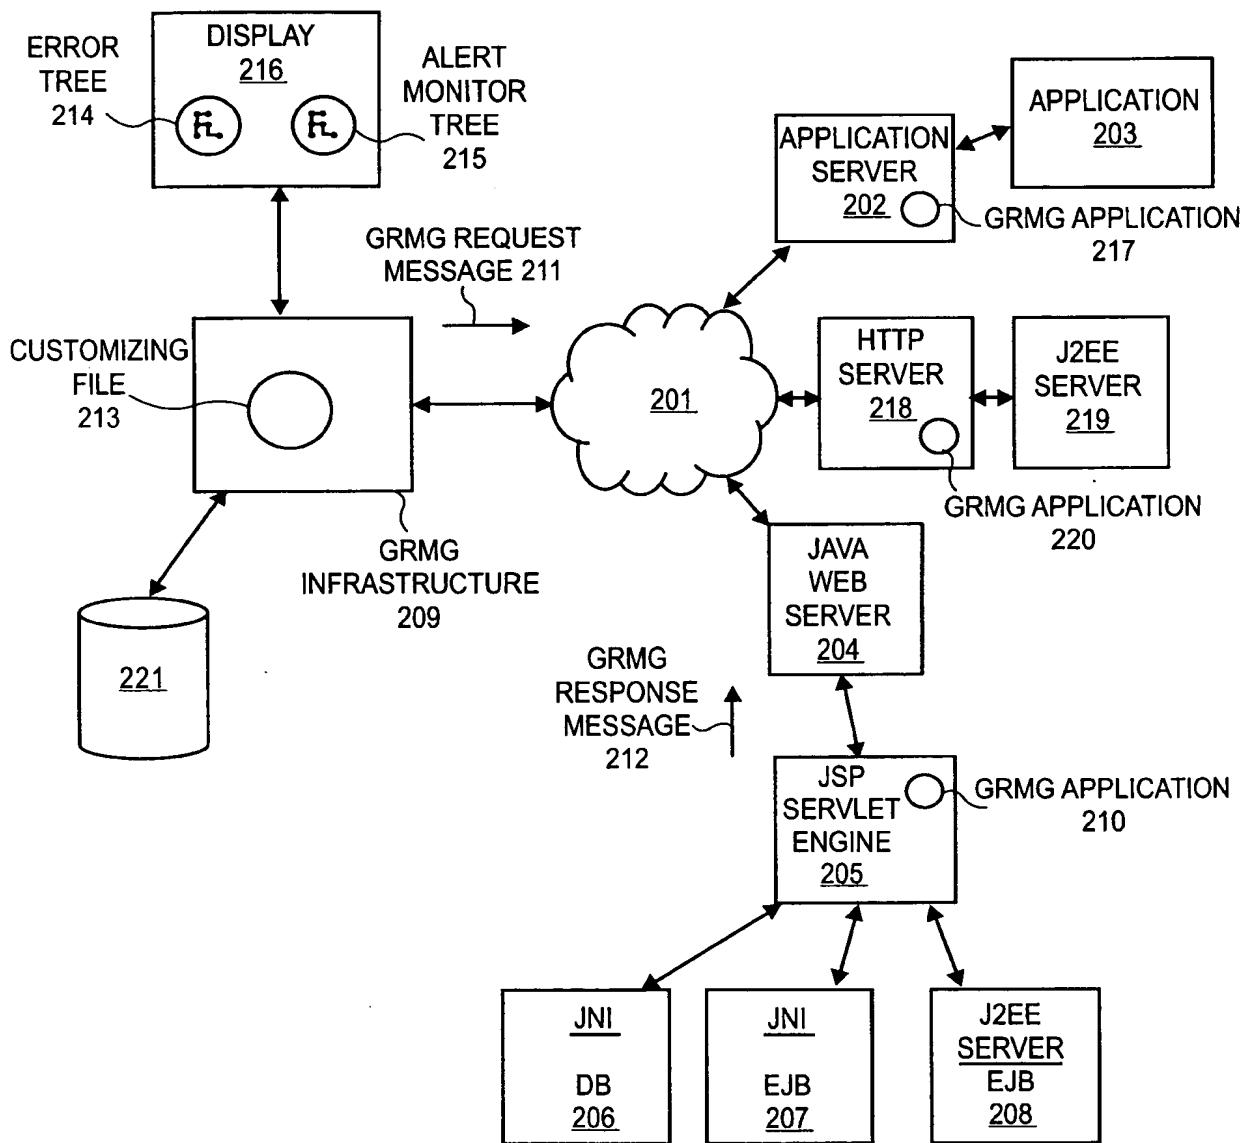 ERROR
TREE
214
DISPLAY
216
ALERT
MONITOR
TREE
215
APPLICATION
SERVER
202
APPLICATION
203
GRMG APPLICATION
217
GRMG REQUEST
MESSAGE 211
CUSTOMIZING
FILE
213
201
HTTP
SERVER
218
J2EE
SERVER
219
GRMG APPLICATION
220
GRMG
INFRASTRUCTURE
209
JAVA
WEB
SERVER
204
221
GRMG
RESPONSE
MESSAGE
212
JSP
SERVLET
ENGINE
205
GRMG APPLICATION
210
JNI
DB
206
JNI
EJB
207
J2EE
SERVER
EJB
208